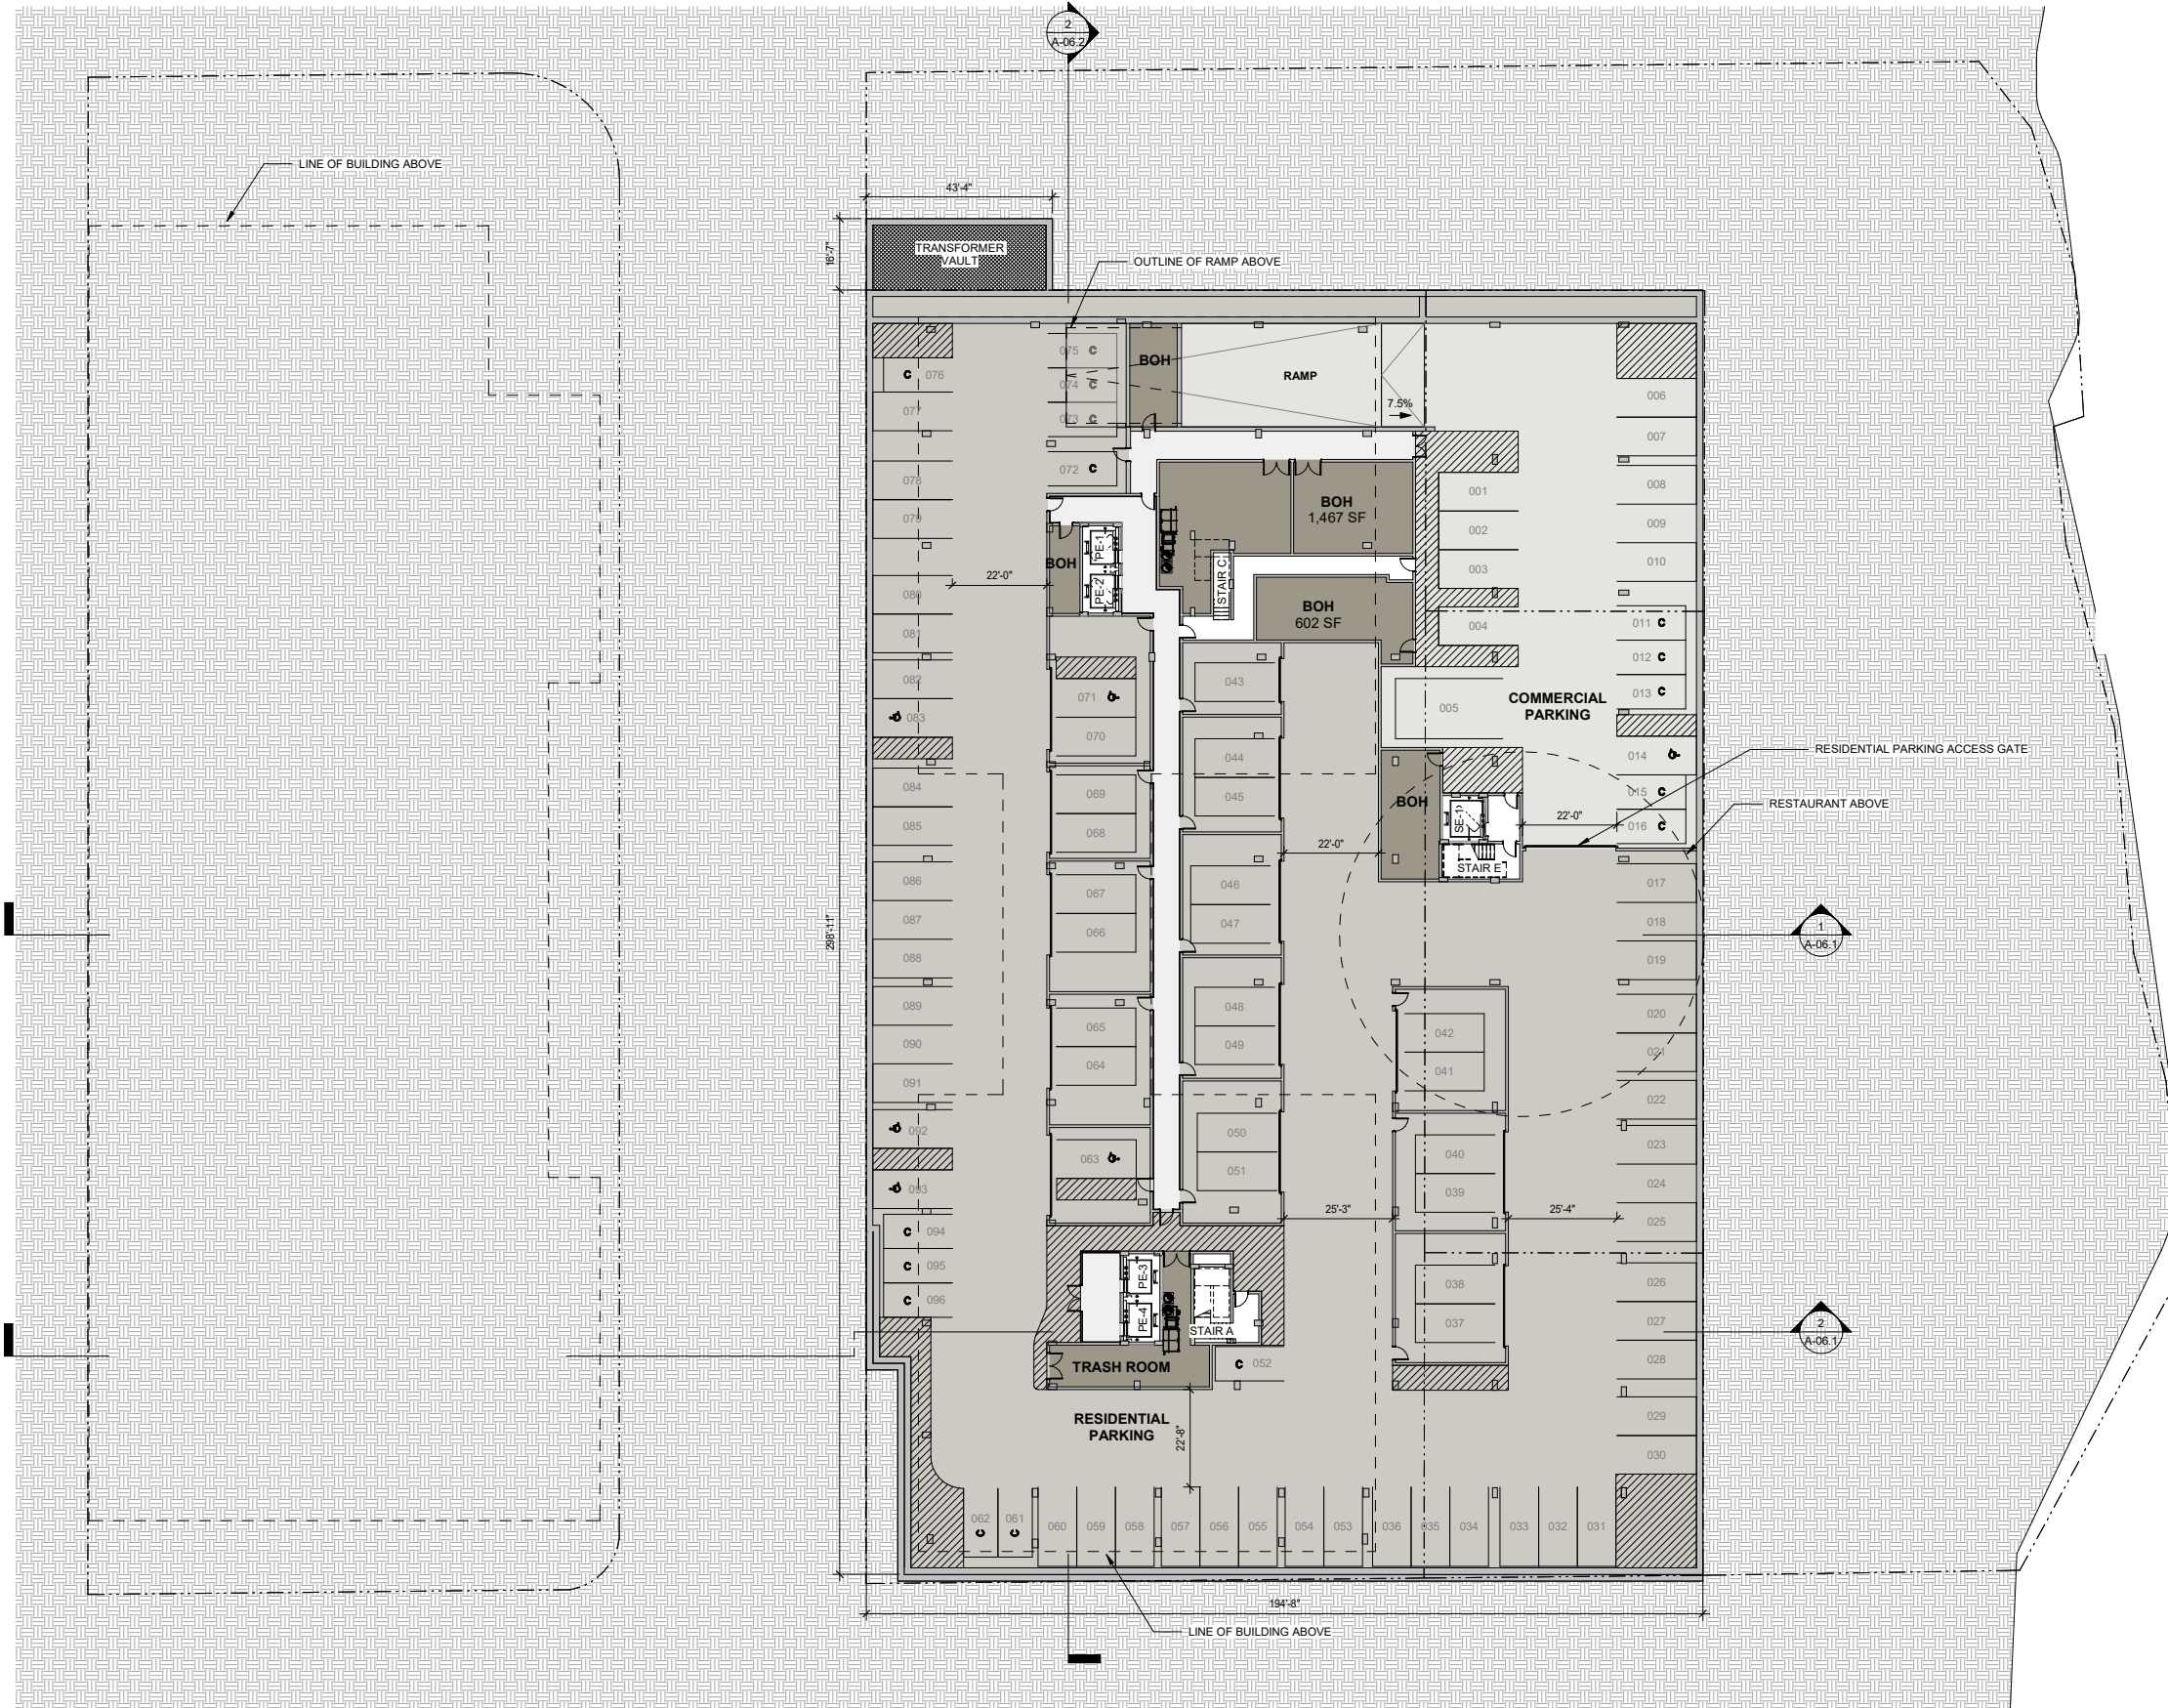 2
A-06.2
LINE OF BUILDING ABOVE
43'-4"
16'-7"
TRANSFORMER
VAULT
OUTLINE OF RAMP ABOVE
BOH
RAMP
7.5%
075 C
074 C
073 C
072 C
C 076
077
078
079
080
081
082
083
084
085
086
087
088
089
090
091
092
093
C 094
C 095
C 096
22'-0"
BOH
PE-1
PE-2
BOH
1,467 SF
STAIR C
BOH
602 SF
001
002
003
004
005
006
007
008
009
010
011 C
012 C
013 C
014
015 C
016 C
COMMERCIAL
PARKING
RESIDENTIAL PARKING ACCESS GATE
RESTAURANT ABOVE
BOH
SE-1
STAIR E
22'-0"
22'-0"
071
070
069
068
067
066
065
064
063
043
044
045
046
047
048
049
050
051
017
018
019
020
021
022
023
024
025
026
027
028
029
030
042
041
040
039
038
037
298'-11"
1
A-06.1
25'-3"
25'-4"
PE-3
PE-4
STAIR A
TRASH ROOM
C 052
2
A-06.1
RESIDENTIAL
PARKING
22'-8"
062 061 060 059 058 057 056 055 054 053 036 035 034 033 032 031
C C
194'-8"
LINE OF BUILDING ABOVE